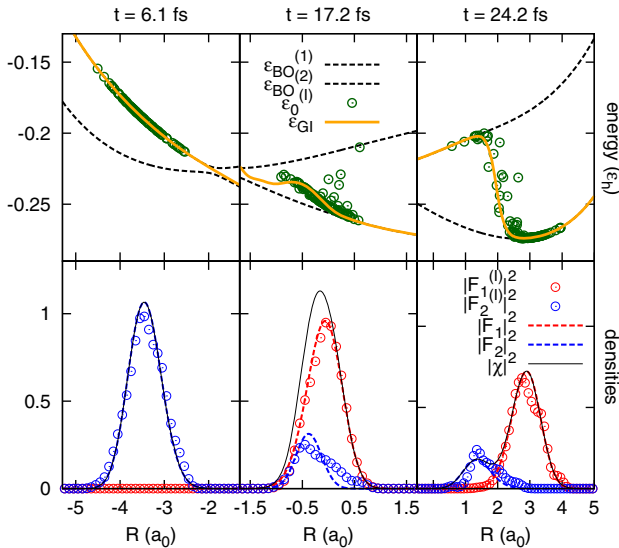 t = 6.1 fs t = 17.2 fs t = 24.2 fs
-0.15
-0.2
-0.25
ε_BO^(1)
ε_BO^(2)
ε_0^(I)
ε_GI
energy (ε_h)
1
0.5
0
|F_1^(I)|^2
|F_2^(I)|^2
|F_1|^2
|F_2|^2
|χ|^2
densities
-5 -4 -3 -2 -1.5 -0.5 0.5 1.5 0 1 2 3 4 5
R (a_0) R (a_0) R (a_0)